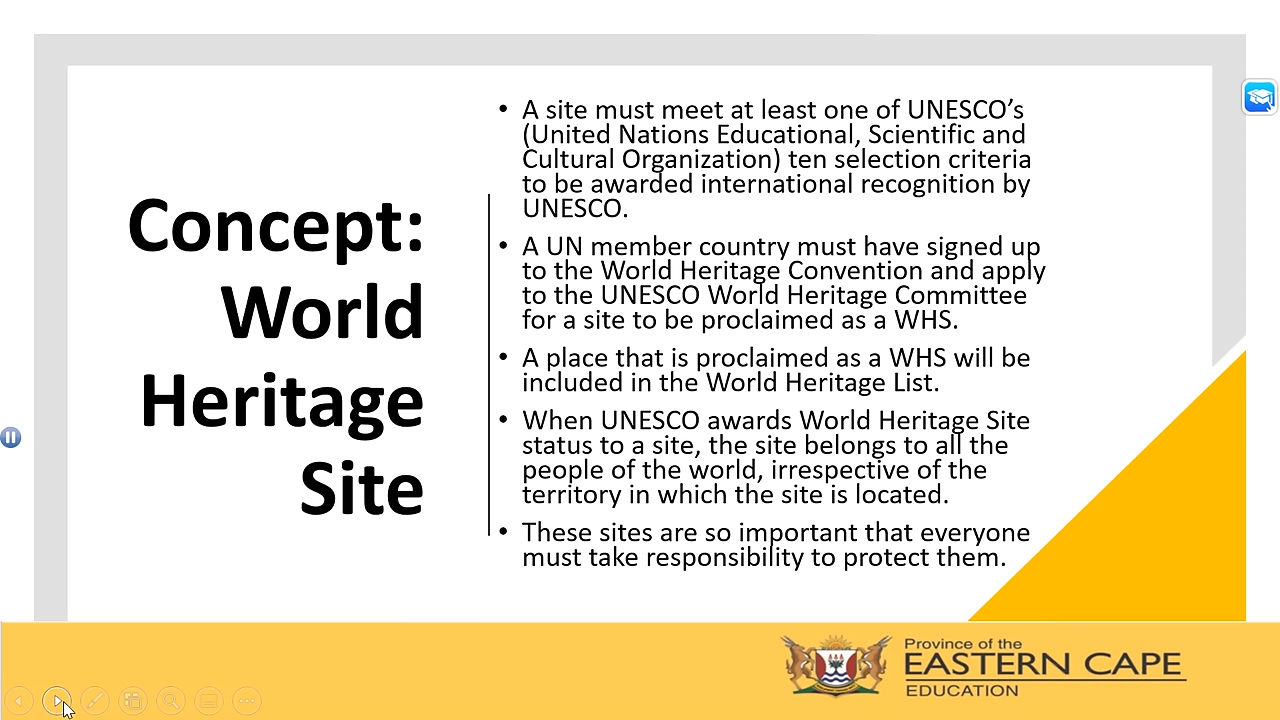 Concept:
World
Heritage
Site
• A site must meet at least one of UNESCO’s
(United Nations Educational, Scientific and
Cultural Organization) ten selection criteria
to be awarded international recognition by
UNESCO.
• A UN member country must have signed up
to the World Heritage Convention and apply
to the UNESCO World Heritage Committee
for a site to be proclaimed as a WHS.
• A place that is proclaimed as a WHS will be
included in the World Heritage List.
• When UNESCO awards World Heritage Site
status to a site, the site belongs to all the
people of the world, irrespective of the
territory in which the site is located.
• These sites are so important that everyone
must take responsibility to protect them.
Province of the
EASTERN CAPE
EDUCATION